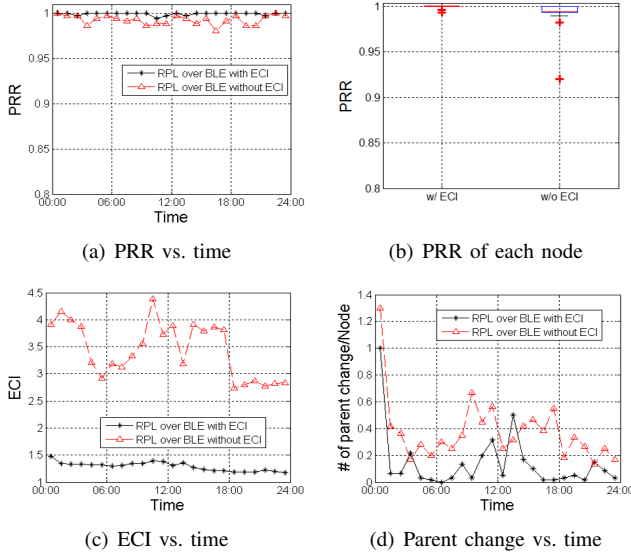 1
0.95
0.9
0.85
0.8
PRR
RPL over BLE with ECI
RPL over BLE without ECI
00:00 06:00 12:00 18:00 24:00
Time
(a) PRR vs. time
1
0.95
0.9
0.85
0.8
PRR
w/ ECI w/o ECI
(b) PRR of each node
4.5
4
3.5
3
2.5
2
1.5
1
ECI
RPL over BLE with ECI
RPL over BLE without ECI
00:00 06:00 12:00 18:00 24:00
Time
(c) ECI vs. time
1.4
1.2
1
0.8
0.6
0.4
0.2
0
# of parent change/Node
RPL over BLE with ECI
RPL over BLE without ECI
00:00 06:00 12:00 18:00 24:00
Time
(d) Parent change vs. time